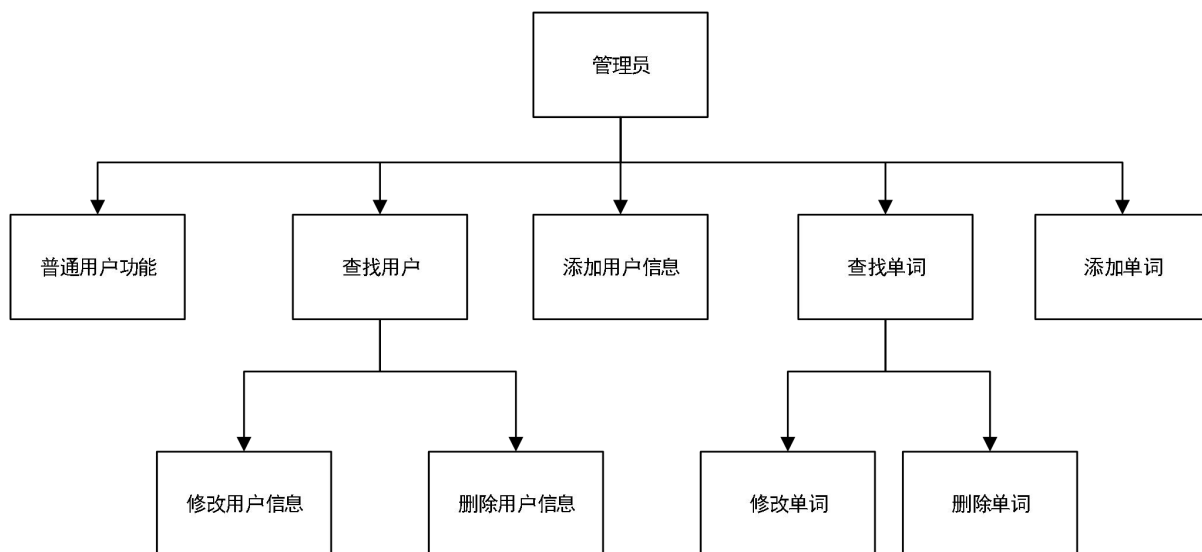 管理员
普通用户功能
查找用户
添加用户信息
查找单词
添加单词
修改用户信息
删除用户信息
修改单词
删除单词